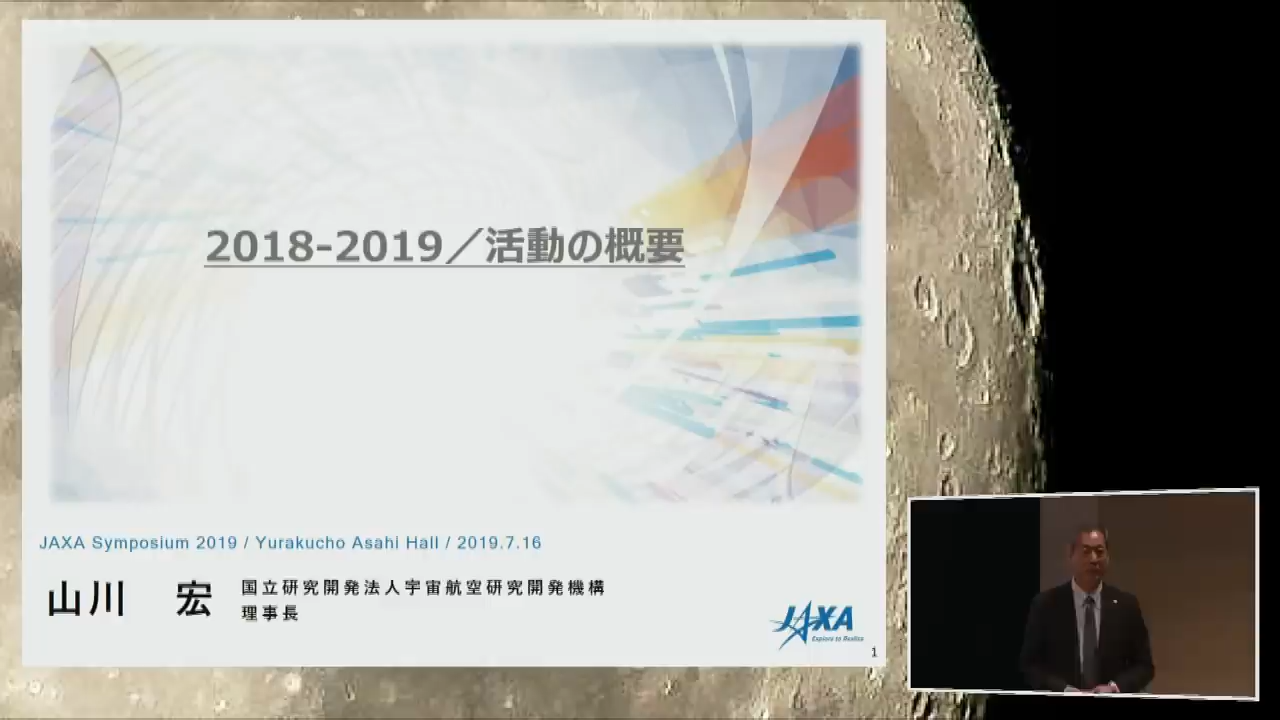 2018-2019／活動の概要
JAXA Symposium 2019 / Yurakucho Asahi Hall / 2019.7.16
山川　宏
国立研究開発法人宇宙航空研究開発機構
理事長
JAXA
Explore to Realize
1